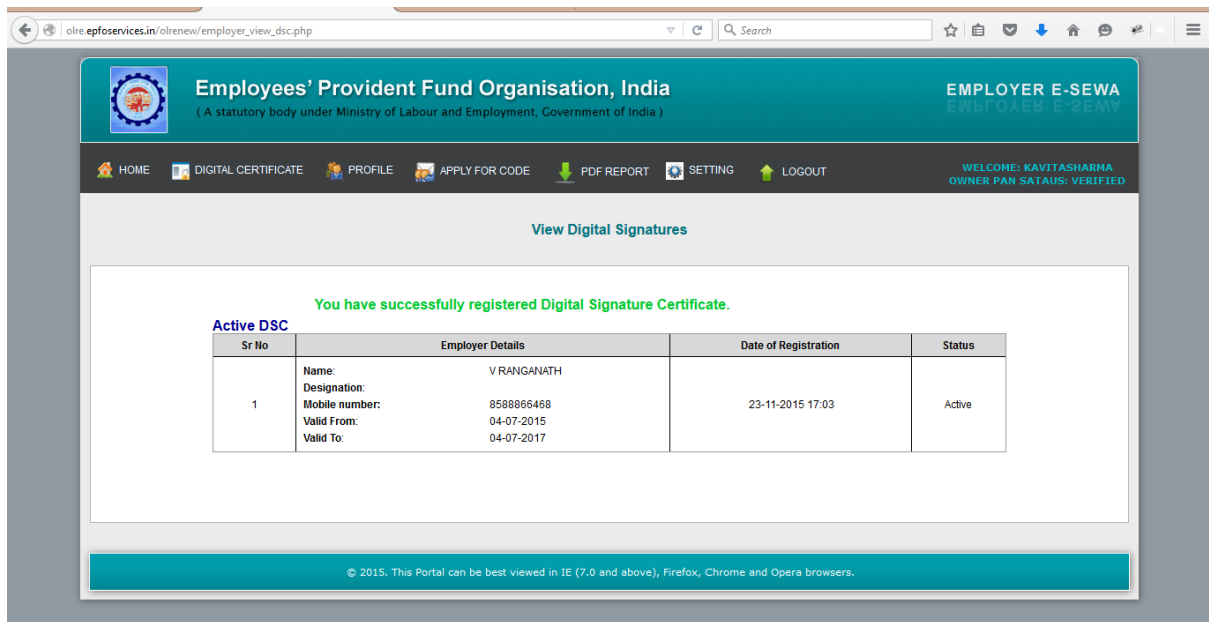 olre.epfoservices.in/olrenew/employer_view_dsc.php
Search
Employees' Provident Fund Organisation, India
( A statutory body under Ministry of Labour and Employment, Government of India )
EMPLOYER E-SEWA
HOME DIGITAL CERTIFICATE PROFILE APPLY FOR CODE PDF REPORT SETTING LOGOUT
WELCOME: KAVITASHARMA
OWNER PAN SATAUS: VERIFIED
View Digital Signatures
You have successfully registered Digital Signature Certificate.
Active DSC
Sr No Employer Details Date of Registration Status
Name: V RANGANATH
Designation:
1 Mobile number: 8588866468 23-11-2015 17:03 Active
Valid From: 04-07-2015
Valid To: 04-07-2017
© 2015. This Portal can be best viewed in IE (7.0 and above), Firefox, Chrome and Opera browsers.